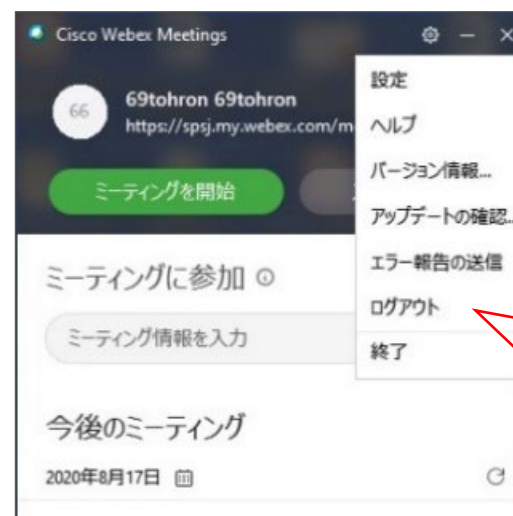 Cisco Webex Meetings
66
69tohron 69tohron
https://spsj.my.webex.com/m
ミーティングを開始
設定
ヘルプ
バージョン情報...
アップデートの確認..
エラー報告の送信
ログアウト
終了
ミーティングに参加
ミーティング情報を入力
今後のミーティング
2020年8月17日